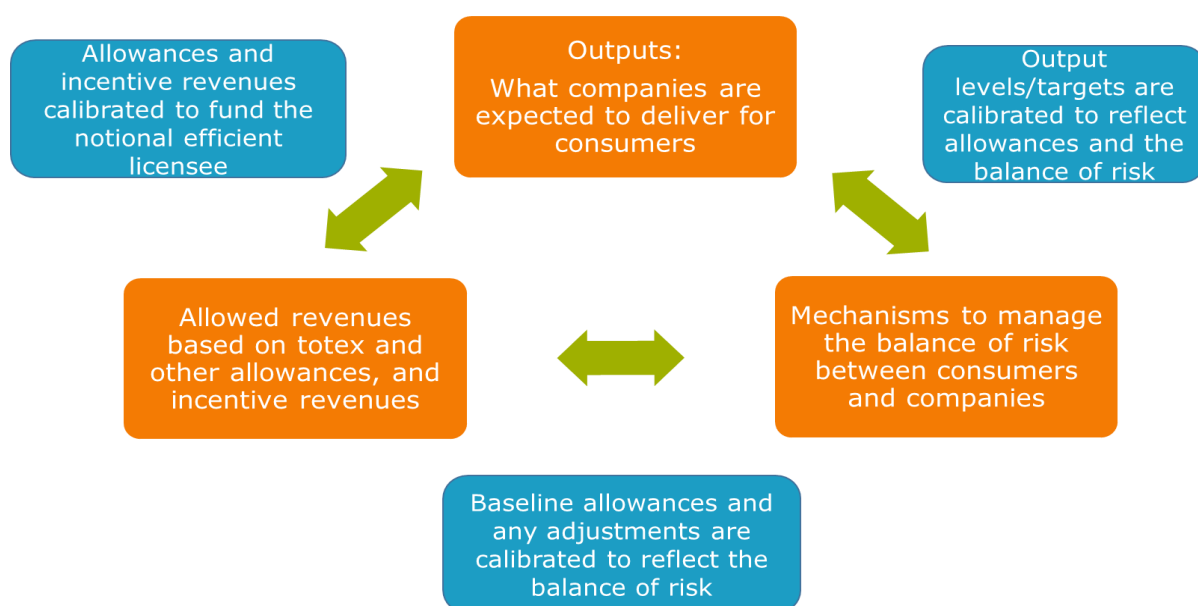 Allowances and
incentive revenues
calibrated to fund the
notional efficient
licensee
Outputs:
What companies are
expected to deliver for
consumers
Output
levels/targets are
calibrated to reflect
allowances and the
balance of risk
Allowed revenues
based on totex and
other allowances, and
incentive revenues
Mechanisms to manage
the balance of risk
between consumers
and companies
Baseline allowances and
any adjustments are
calibrated to reflect the
balance of risk